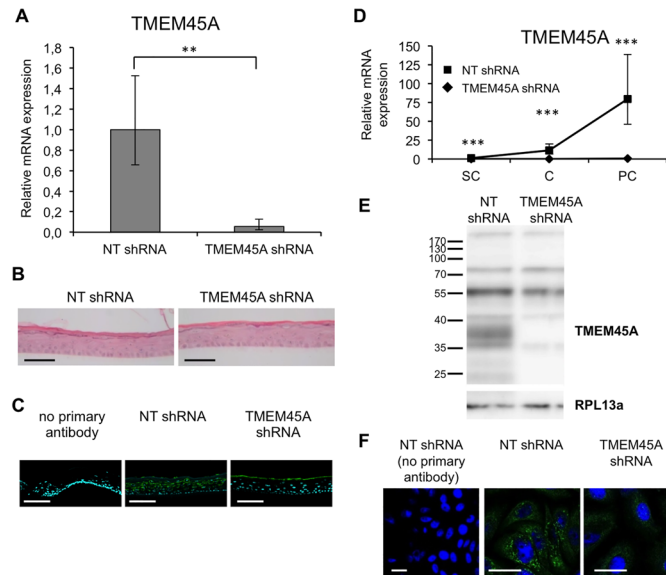 A
TMEM45A
Relative mRNA expression
1,8
1,6
1,4
1,2
1,0
0,8
0,6
0,4
0,2
0,0
**
NT shRNA
TMEM45A shRNA
B
NT shRNA
TMEM45A shRNA
C
no primary
antibody
NT shRNA
TMEM45A
shRNA
D
TMEM45A
Relative mRNA
expression
150
125
100
75
50
25
0
NT shRNA
TMEM45A shRNA
***
***
***
SC
C
PC
E
NT
shRNA
TMEM45A
shRNA
170
130
100
70
55
40
35
25
TMEM45A
RPL13a
F
NT shRNA
(no primary
antibody)
NT shRNA
TMEM45A
shRNA